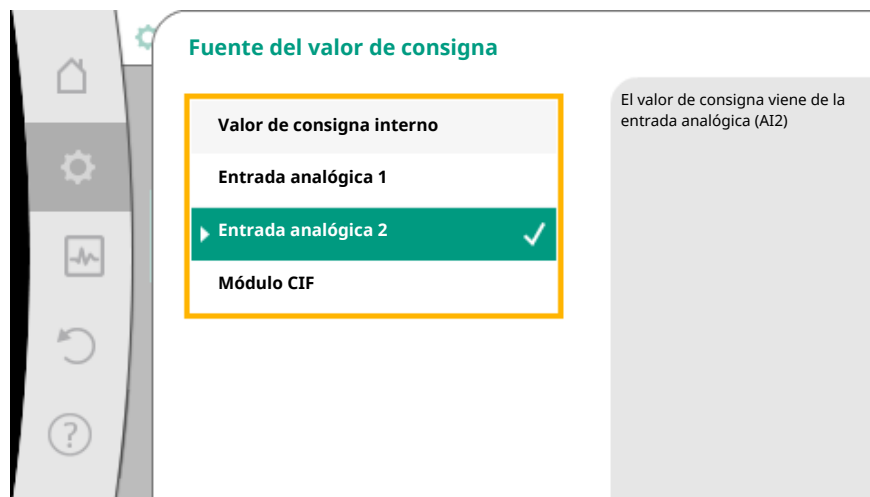 Fuente del valor de consigna
Valor de consigna interno
Entrada analógica 1
Entrada analógica 2
Módulo CIF
El valor de consigna viene de la
entrada analógica (AI2)